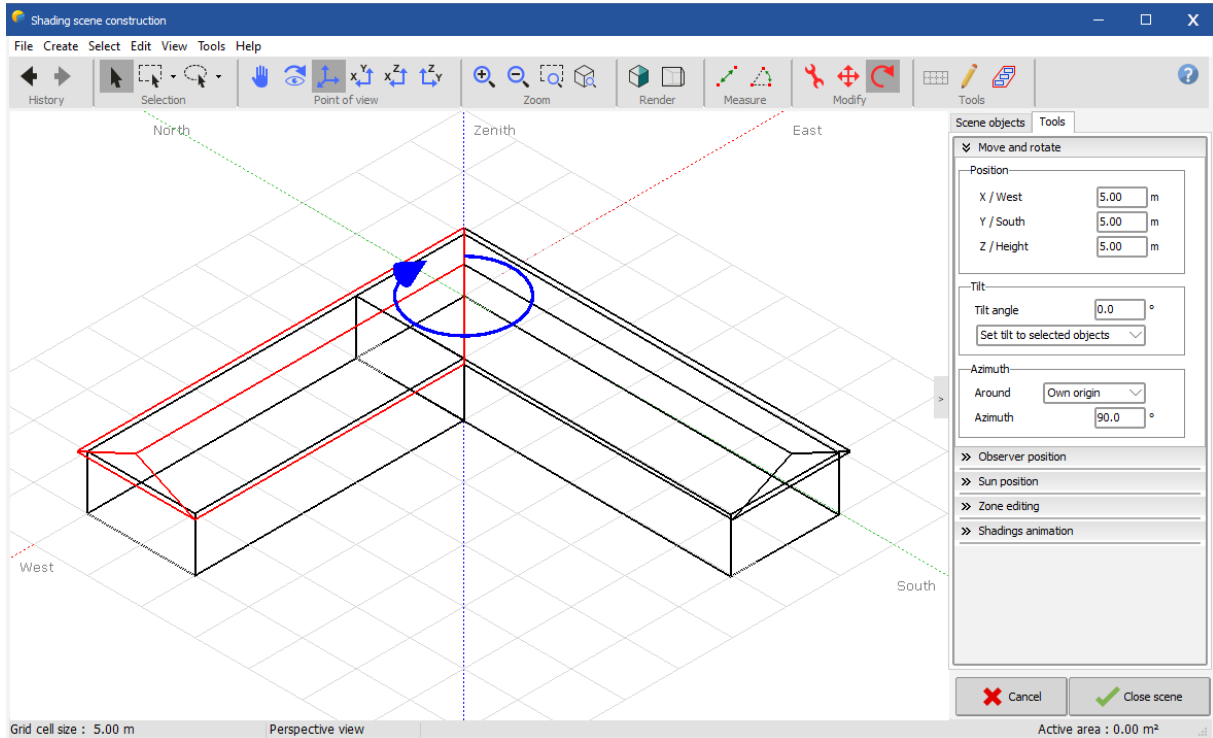 Shading scene construction
X
File Create Select Edit View Tools Help
X Y X Z Z Y
?
History Selection Point of view Zoom Render Measure Modify Tools
North Zenith East
West
South
>
Scene objects Tools
Move and rotate
Position
X / West 5.00 m
Y / South 5.00 m
Z / Height 5.00 m
Tilt
Tilt angle 0.0 °
Set tilt to selected objects
Azimuth
Around Own origin
Azimuth 90.0 °
Observer position
Sun position
Zone editing
Shadings animation
Cancel Close scene
Grid cell size : 5.00 m Perspective view Active area : 0.00 m²